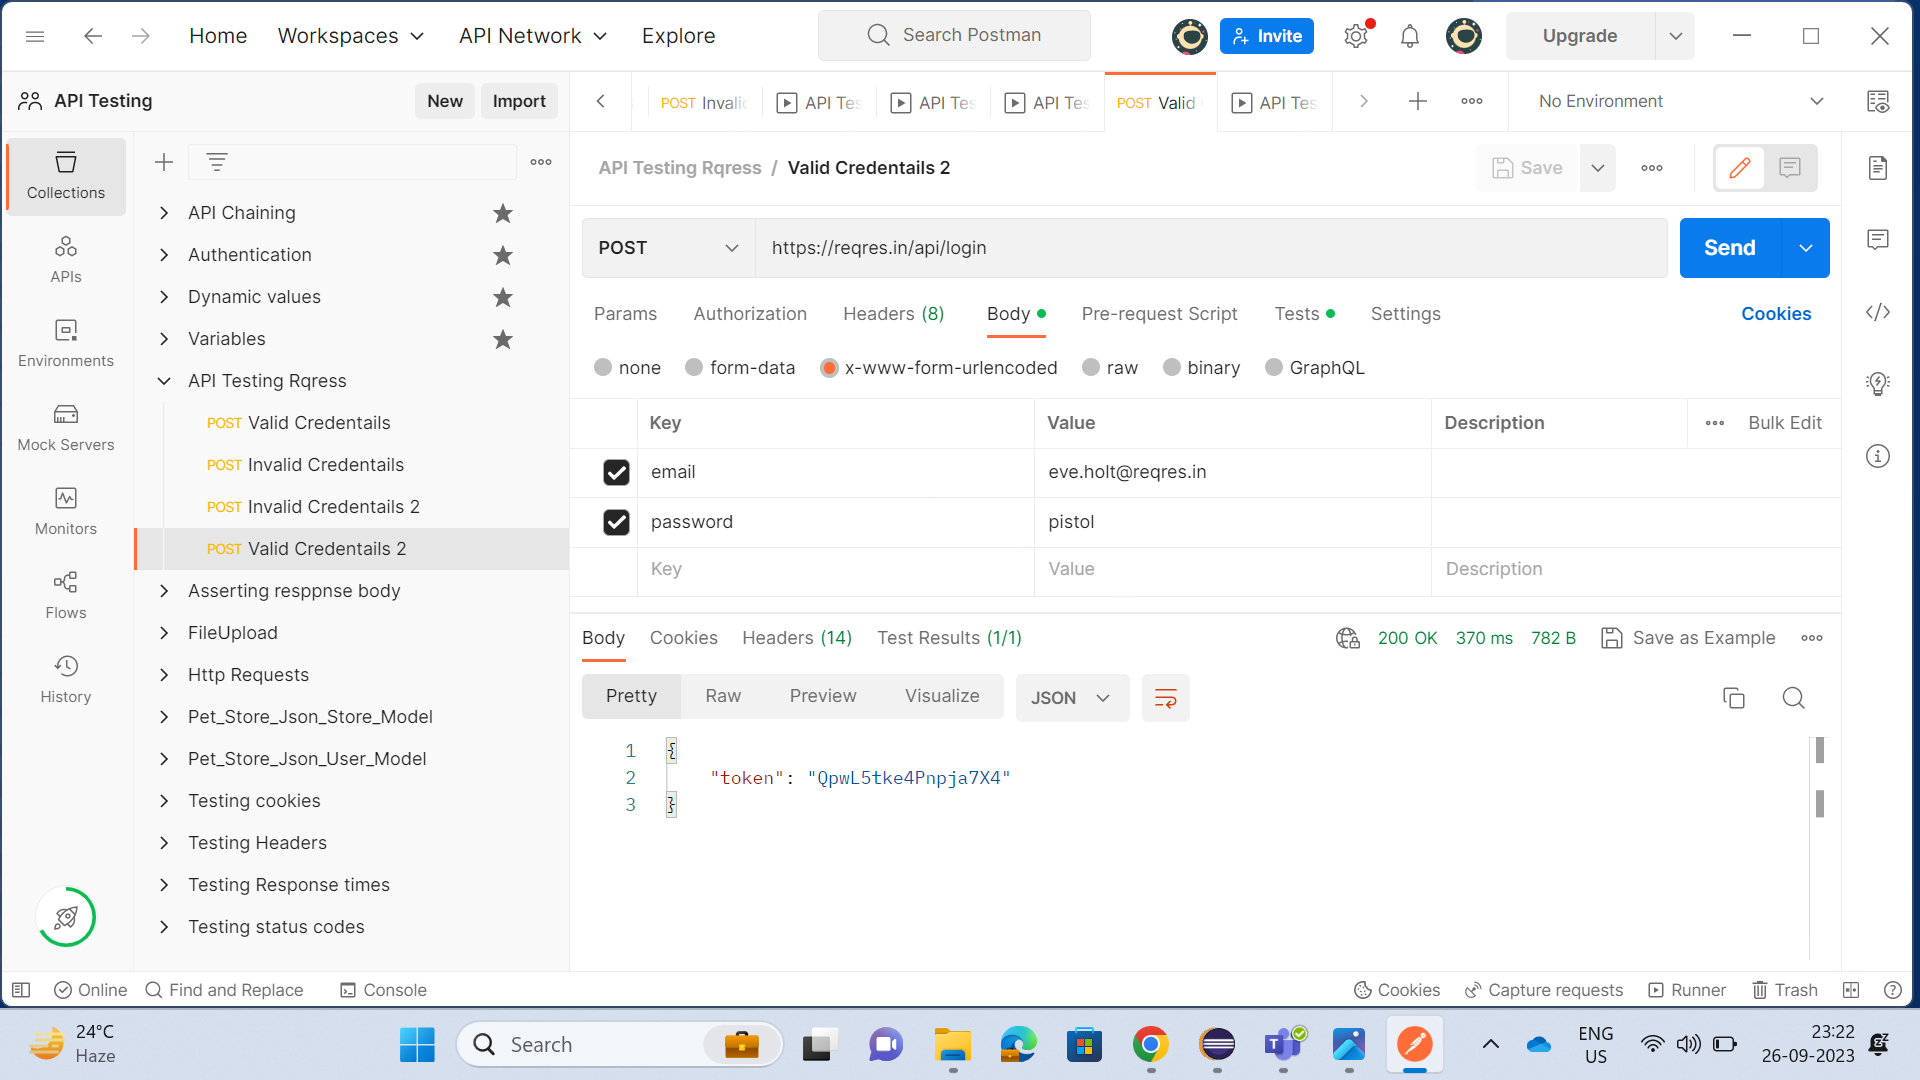 Home Workspaces API Network Explore Search Postman Invite Upgrade
API Testing New Import
POST Invalid API Tes API Tes API Tes POST Valid API Tes No Environment
Collections
APIs
Environments
Mock Servers
Monitors
Flows
History
API Chaining
Authentication
Dynamic values
Variables
API Testing Rqress
POST Valid Credentails
POST Invalid Credentails
POST Invalid Credentails 2
POST Valid Credentails 2
Asserting resppnse body
FileUpload
Http Requests
Pet_Store_Json_Store_Model
Pet_Store_Json_User_Model
Testing cookies
Testing Headers
Testing Response times
Testing status codes
API Testing Rqress / Valid Credentails 2 Save
POST https://reqres.in/api/login Send
Params Authorization Headers (8) Body Pre-request Script Tests Settings Cookies
none form-data x-www-form-urlencoded raw binary GraphQL
Key Value Description Bulk Edit
email eve.holt@reqres.in
password pistol
Key Value Description
Body Cookies Headers (14) Test Results (1/1) 200 OK 370 ms 782 B Save as Example
Pretty Raw Preview Visualize JSON
1 {
2 "token": "QpwL5tke4Pnpja7X4"
3 }
Online Find and Replace Console Cookies Capture requests Runner Trash
24°C
Haze
Search
ENG
US
23:22
26-09-2023